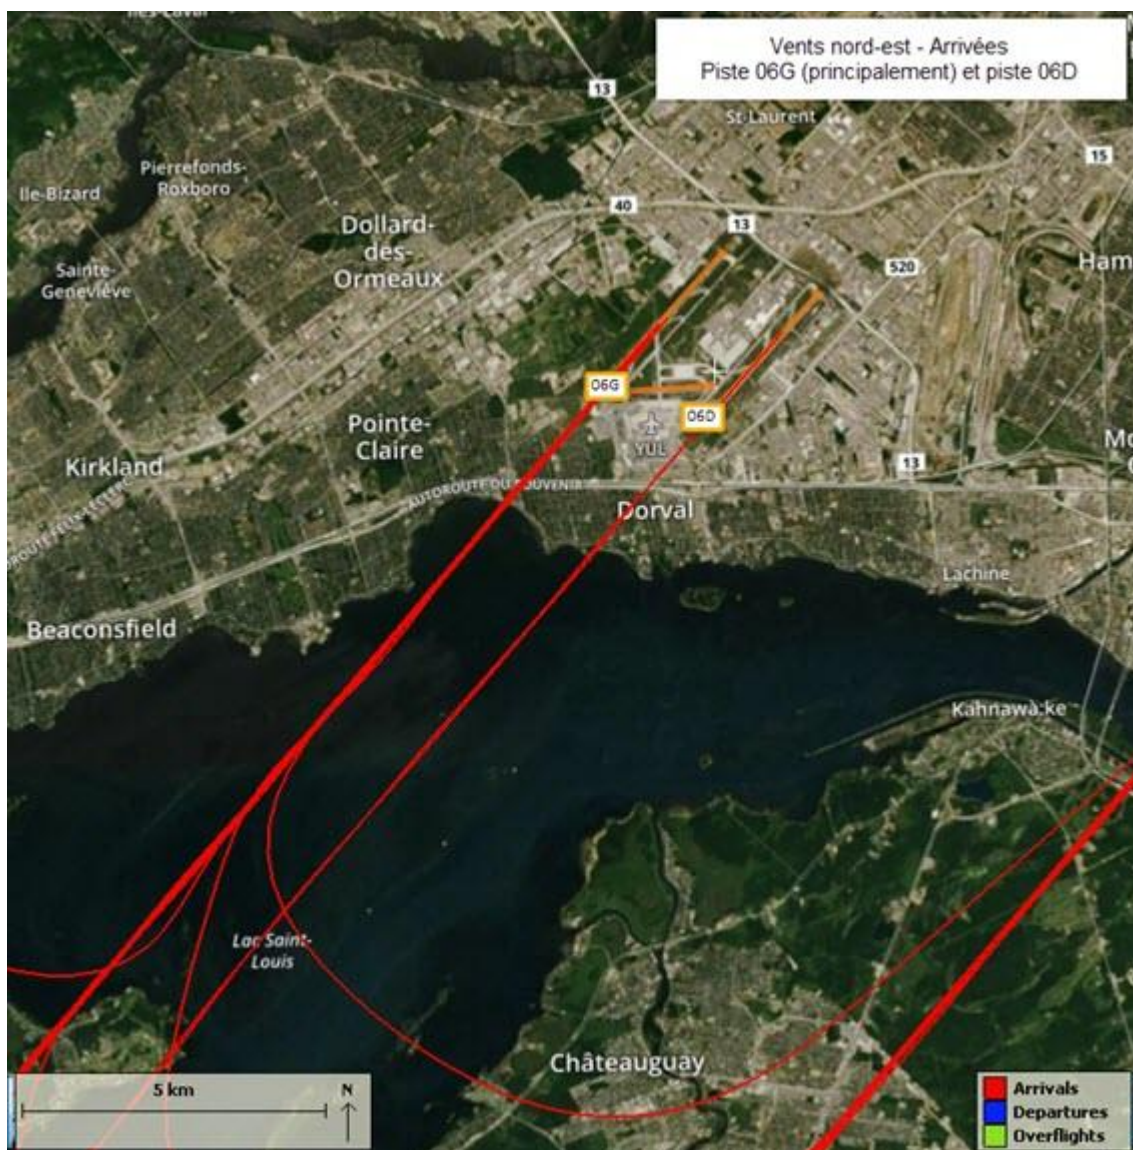 Vents nord-est - Arrivées
Piste 06G (principalement) et piste 06D
13
St-Laurent
15
Pierrefonds-
Roxboro
Ile-Bizard
40
Dollard-
des-
Ormeaux
13
520
Sainte-
Geneviève
Ham
06G
06D
Pointe-
Claire
YUL
Kirkland
13
Mo
AUTOROUTE DU SOUVENIR
Dorval
Lachine
Beaconsfield
Kahnawà:ke
Lac Saint-
Louis
Châteauguay
5 km
N
Arrivals
Departures
Overflights